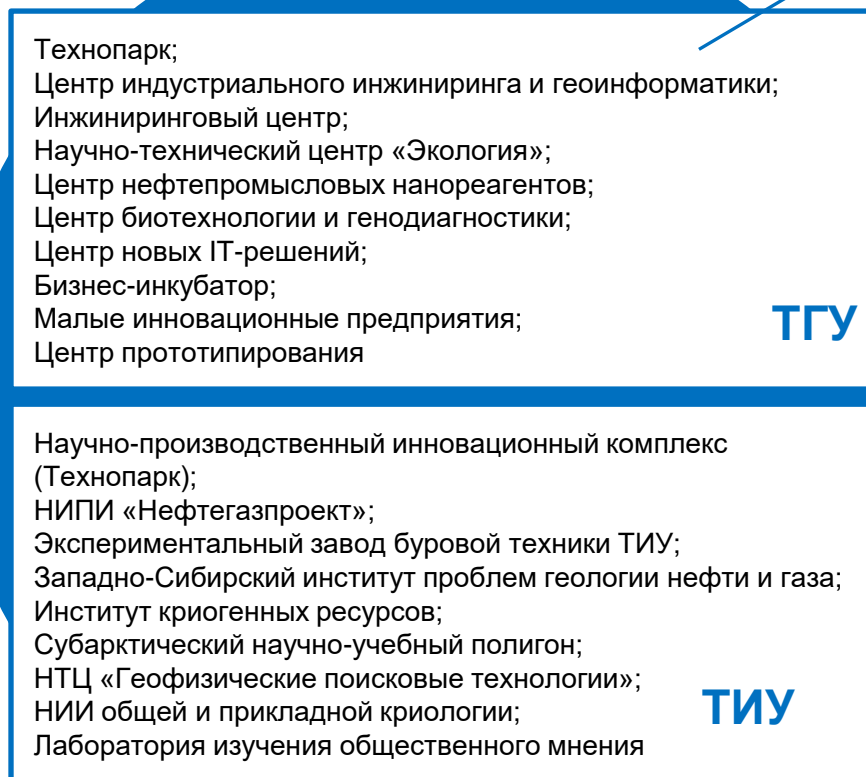 Технопарк;
Центр индустриального инжиниринга и геоинформатики;
Инжиниринговый центр;
Научно-технический центр «Экология»;
Центр нефтепромысловых нанореагентов;
Центр биотехнологии и генодиагностики;
Центр новых IT-решений;
Бизнес-инкубатор;
Малые инновационные предприятия;
Центр прототипирования
ТГУ
Научно-производственный инновационный комплекс
(Технопарк);
НИПИ «Нефтегазпроект»;
Экспериментальный завод буровой техники ТИУ;
Западно-Сибирский институт проблем геологии нефти и газа;
Институт криогенных ресурсов;
Субарктический научно-учебный полигон;
НТЦ «Геофизические поисковые технологии»;
НИИ общей и прикладной криологии;
Лаборатория изучения общественного мнения
ТИУ